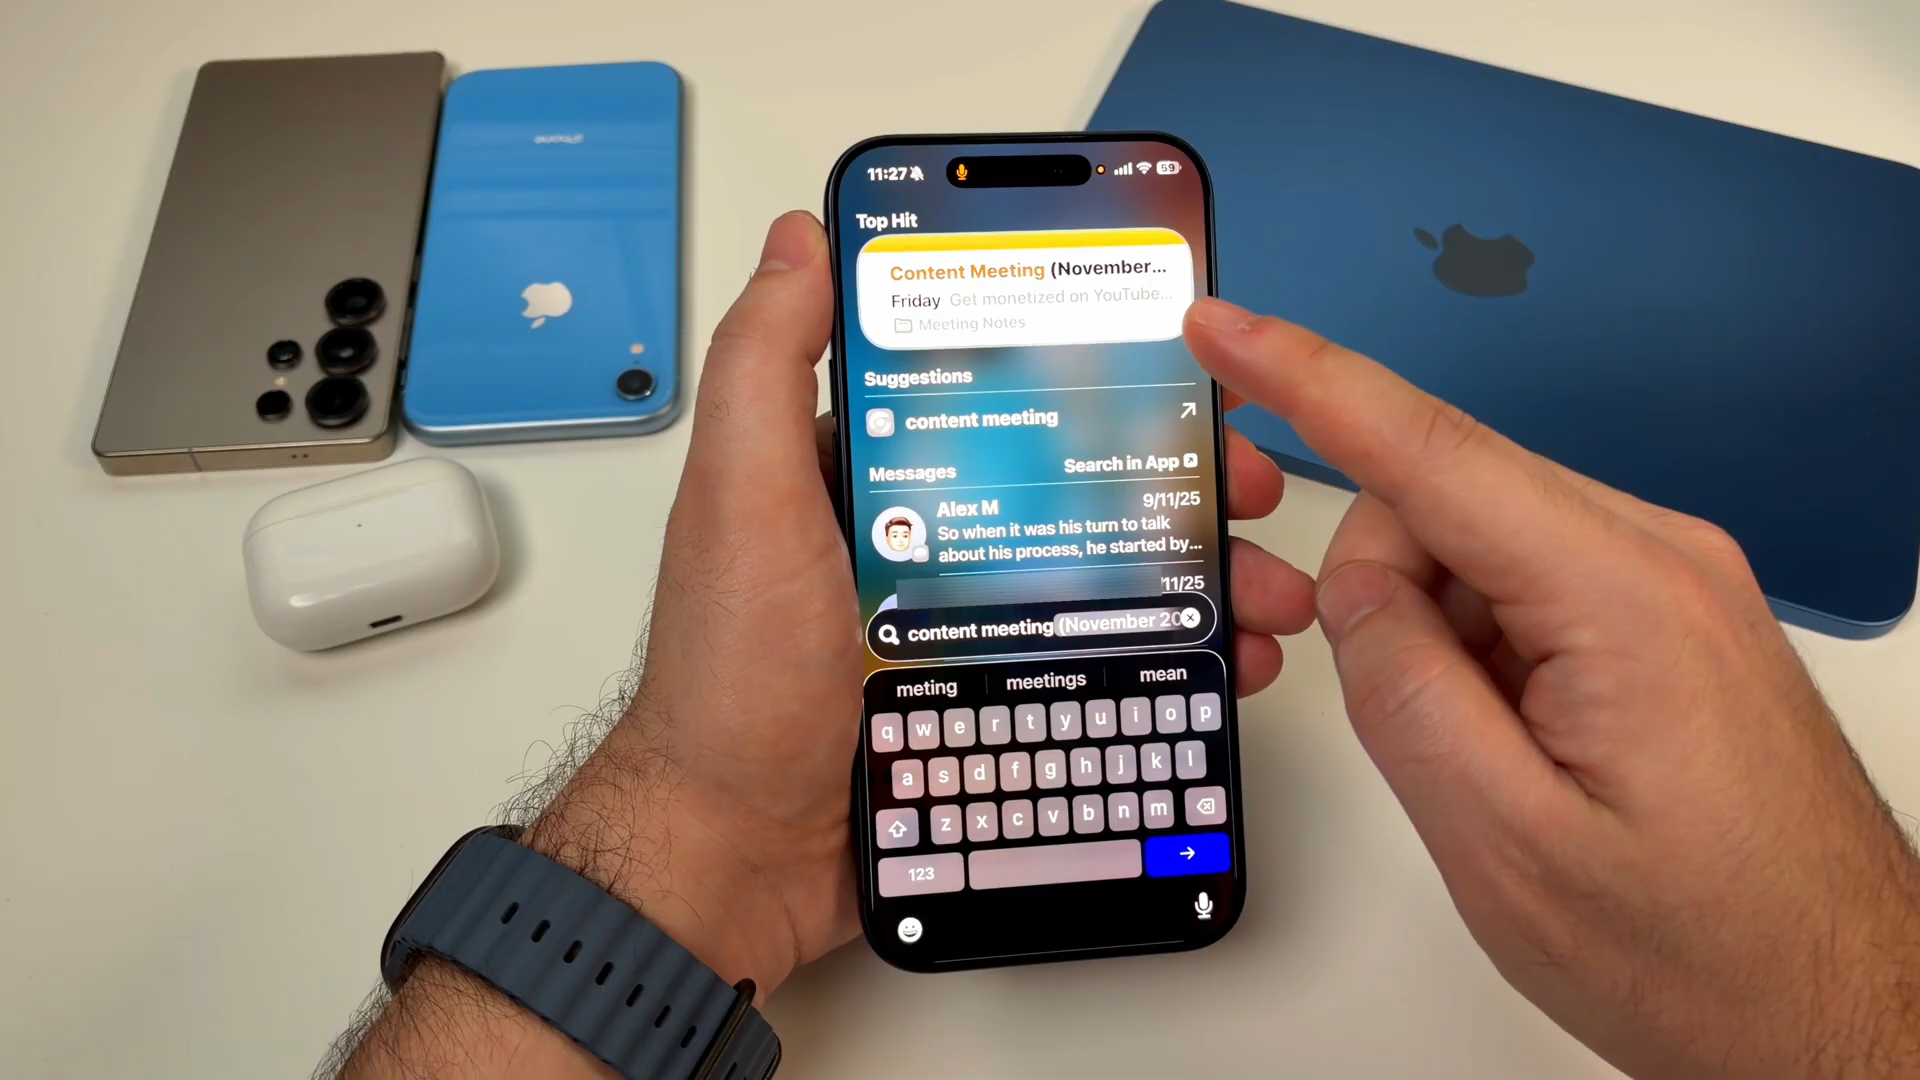 iPhone
11:27
59
Top Hit
Content Meeting (November...
Friday Get monetized on YouTube...
Meeting Notes
Suggestions
content meeting
Messages Search in App
Alex M 9/11/25
So when it was his turn to talk
about his process, he started by...
11/25
content meeting (November 20
meting meetings mean
q w e r t y u i o p
a s d f g h j k l
z x c v b n m
123